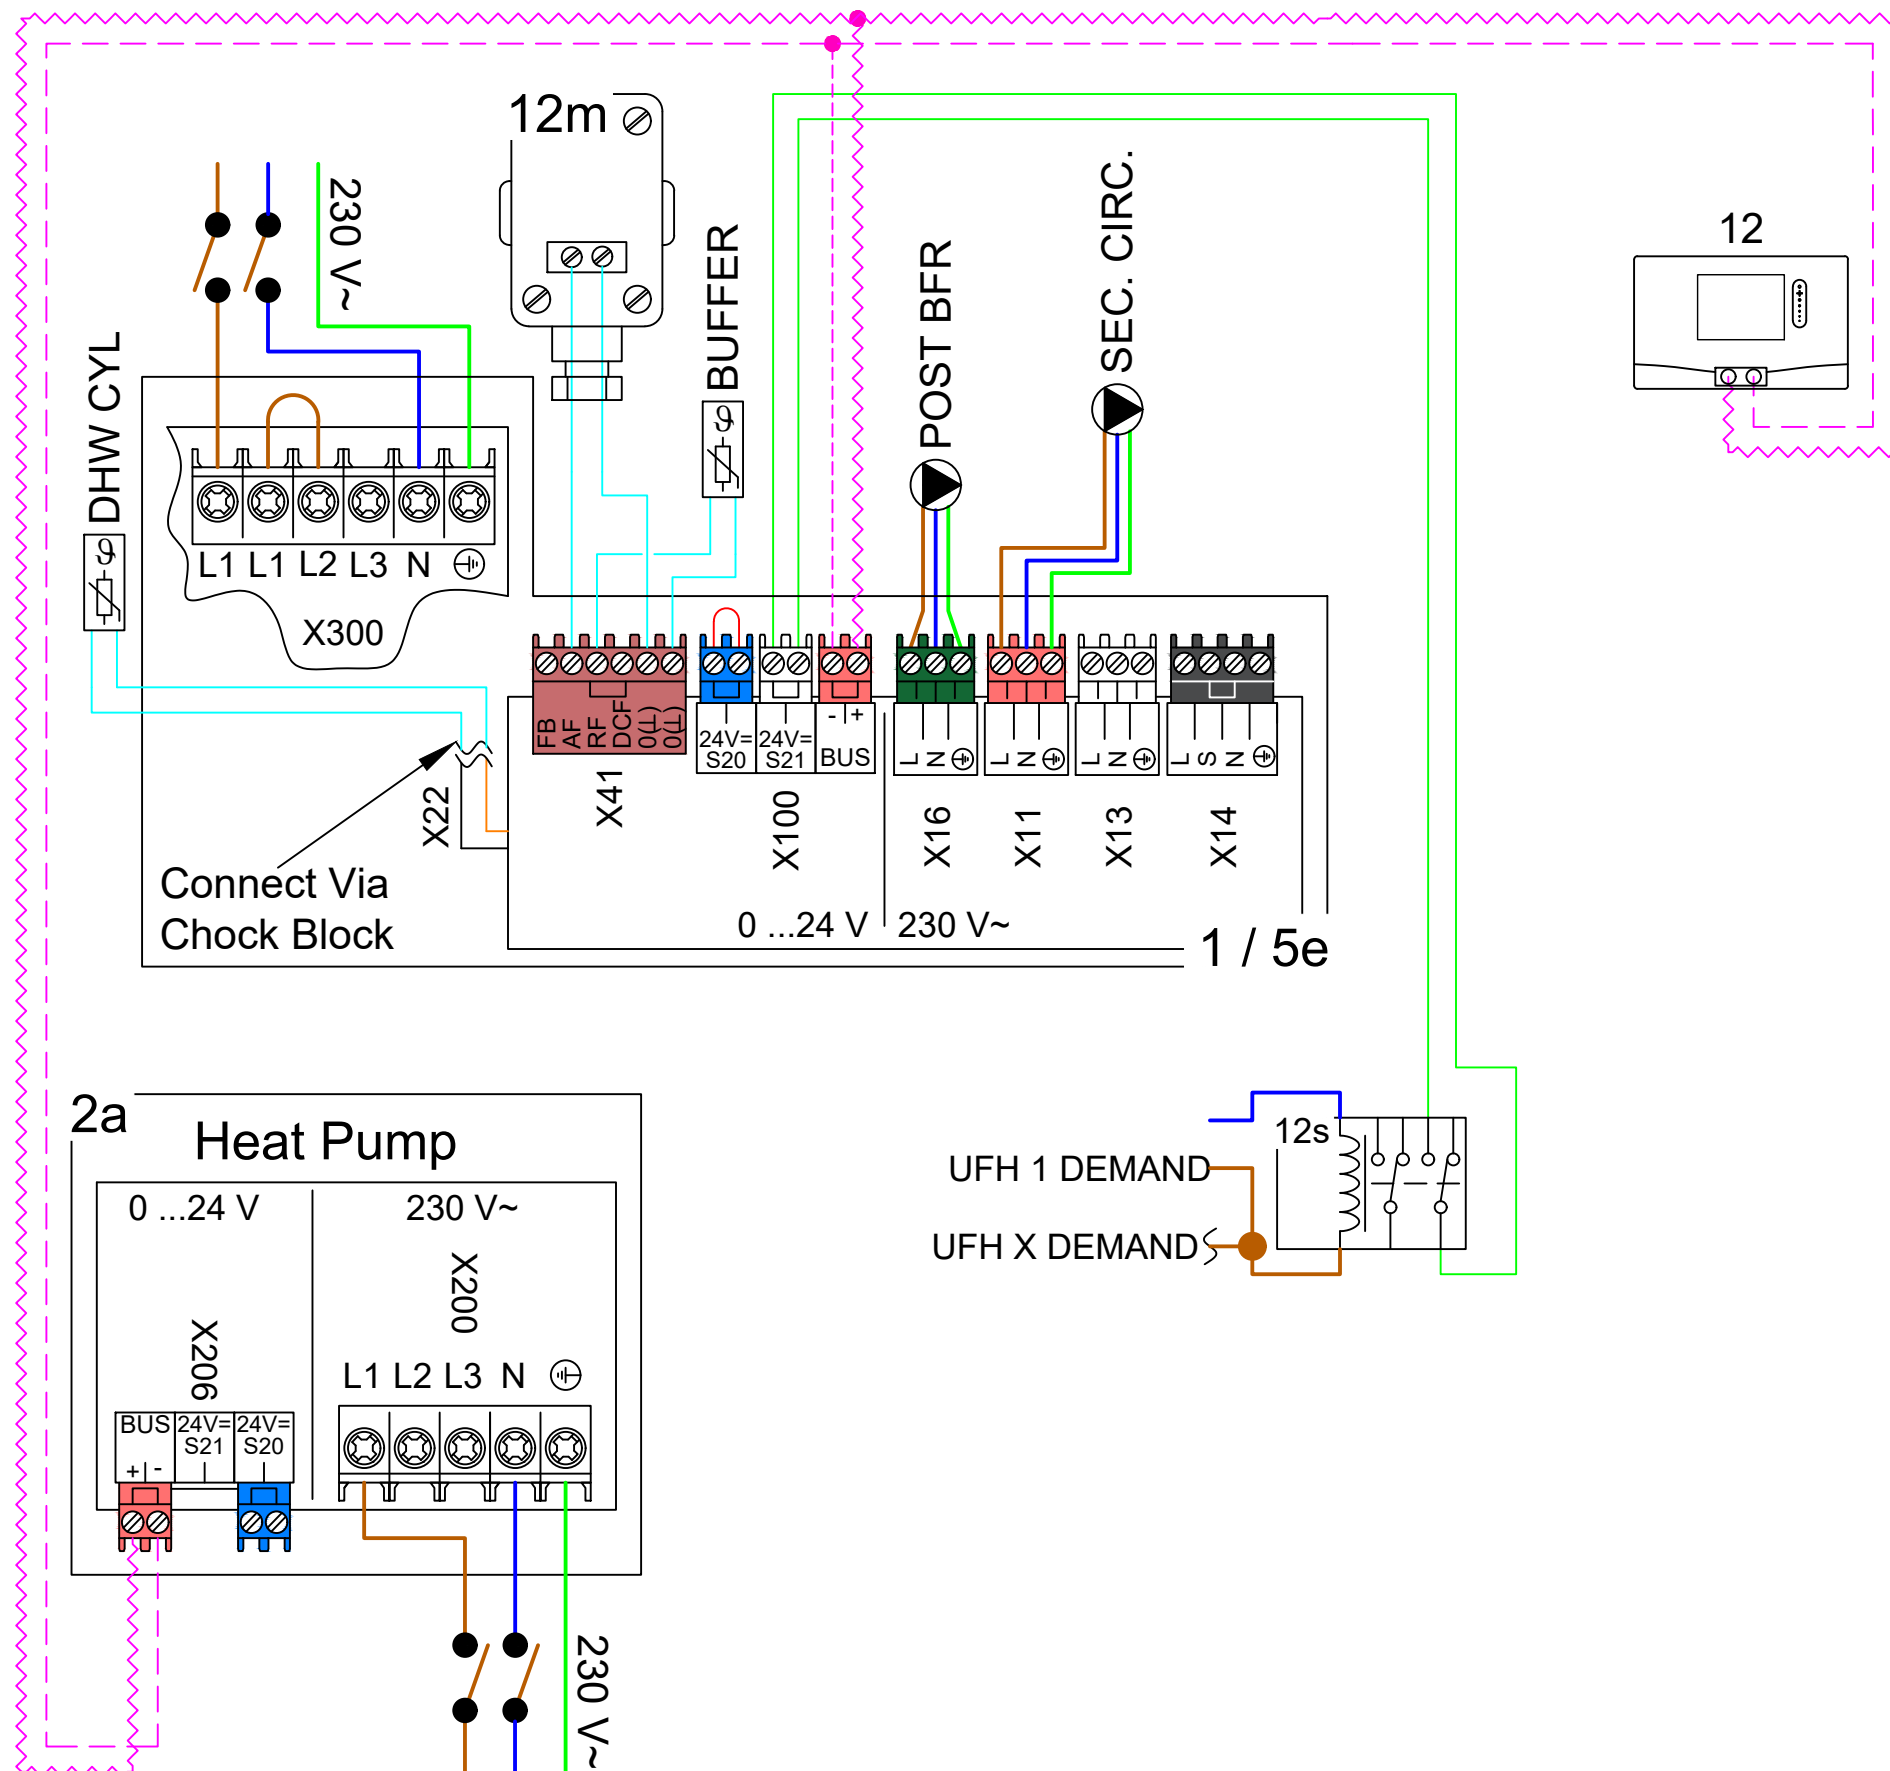 12m
12
230 V~
DHW CYL
BUFFER
POST BFR
SEC. CIRC.
L1 L1 L2 L3 N
X300
FB
AF
RF
DCF
0(⊥)
0(⊥)
X41
24V=
S20
24V=
S21
- +
BUS
X100
L N
X16
L N
X11
L N
X13
L S N
X14
X22
Connect Via
Chock Block
0 ...24 V
230 V~
1 / 5e
2a
Heat Pump
0 ...24 V
230 V~
X206
X200
BUS
+ -
24V=
S21
24V=
S20
L1 L2 L3 N
230 V~
12s
UFH 1 DEMAND
UFH X DEMAND